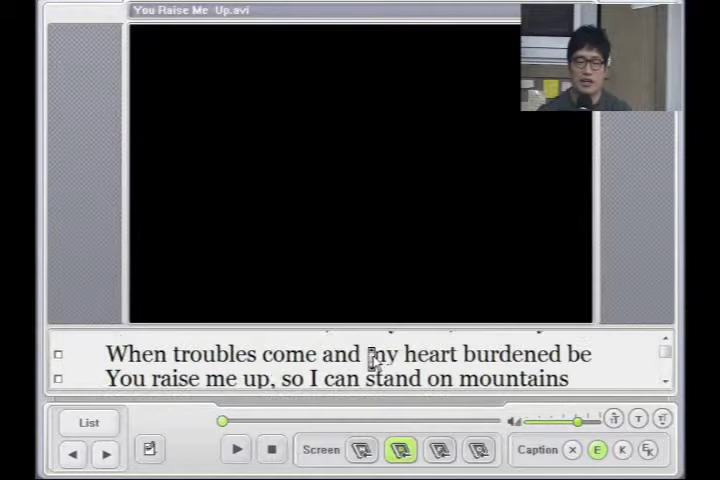 You Raise Me Up.avi
When troubles come and my heart burdened be
You raise me up, so I can stand on mountains
List
Screen
Caption
E
K
EK